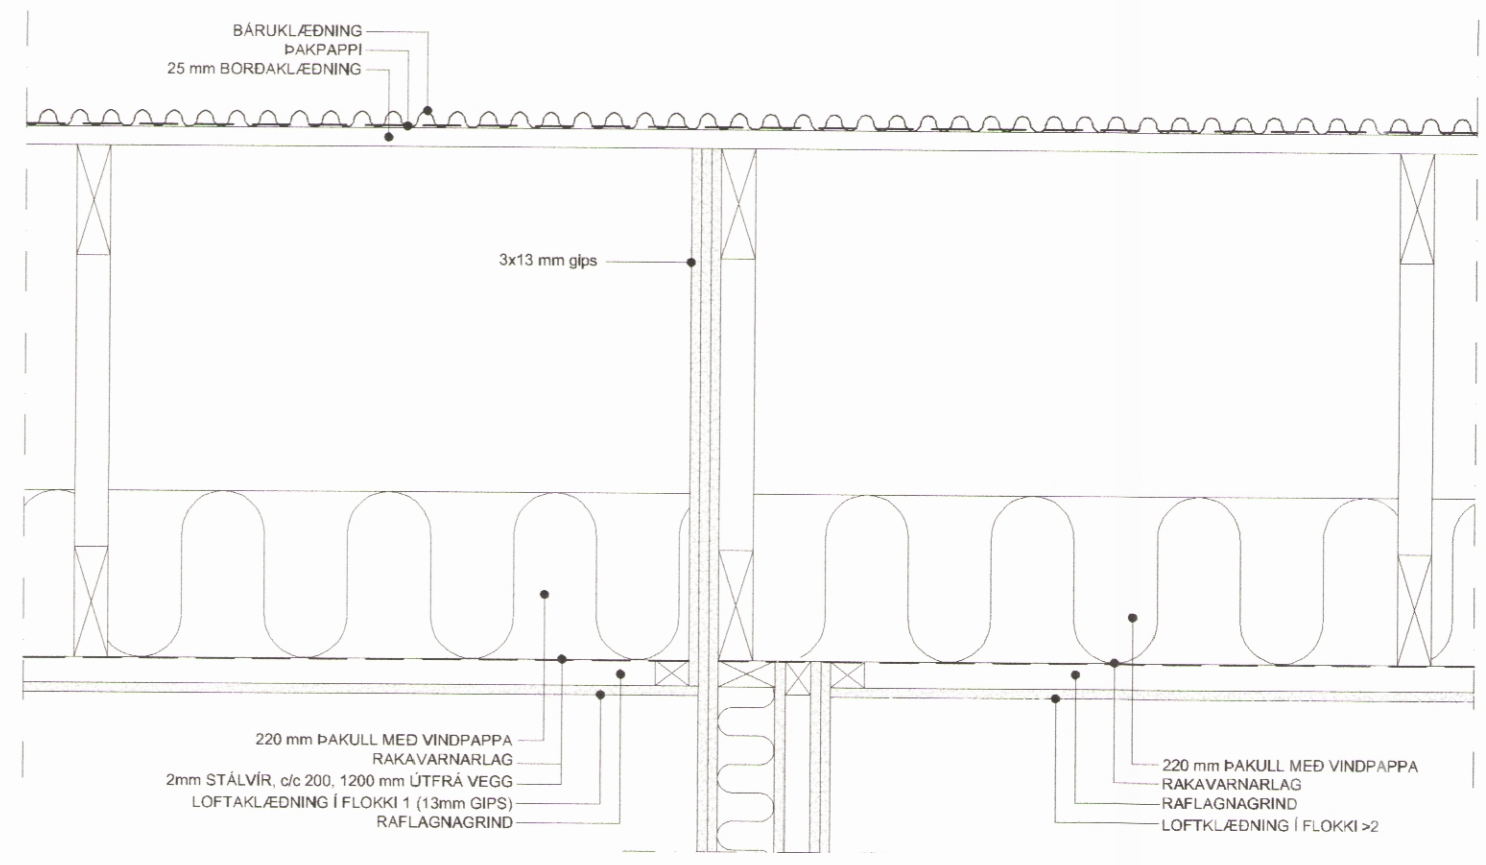 BÁRUKLÆÐNING
ÞAKPAPPI
25 mm BORÐAKLÆÐNING
3x13 mm gips
220 mm ÞAKULL MEÐ VINDPAPPA
RAKAVARNARLAG
2mm STÁLVÍR, c/c 200, 1200 mm ÚTFRÁ VEGG
LOFTAKLÆÐNING Í FLOKKI 1 (13mm GIPS)
RAFLAGNAGRIND
220 mm ÞAKULL MEÐ VINDPAPPA
RAKAVARNARLAG
RAFLAGNAGRIND
LOFTKLÆÐNING Í FLOKKI >2